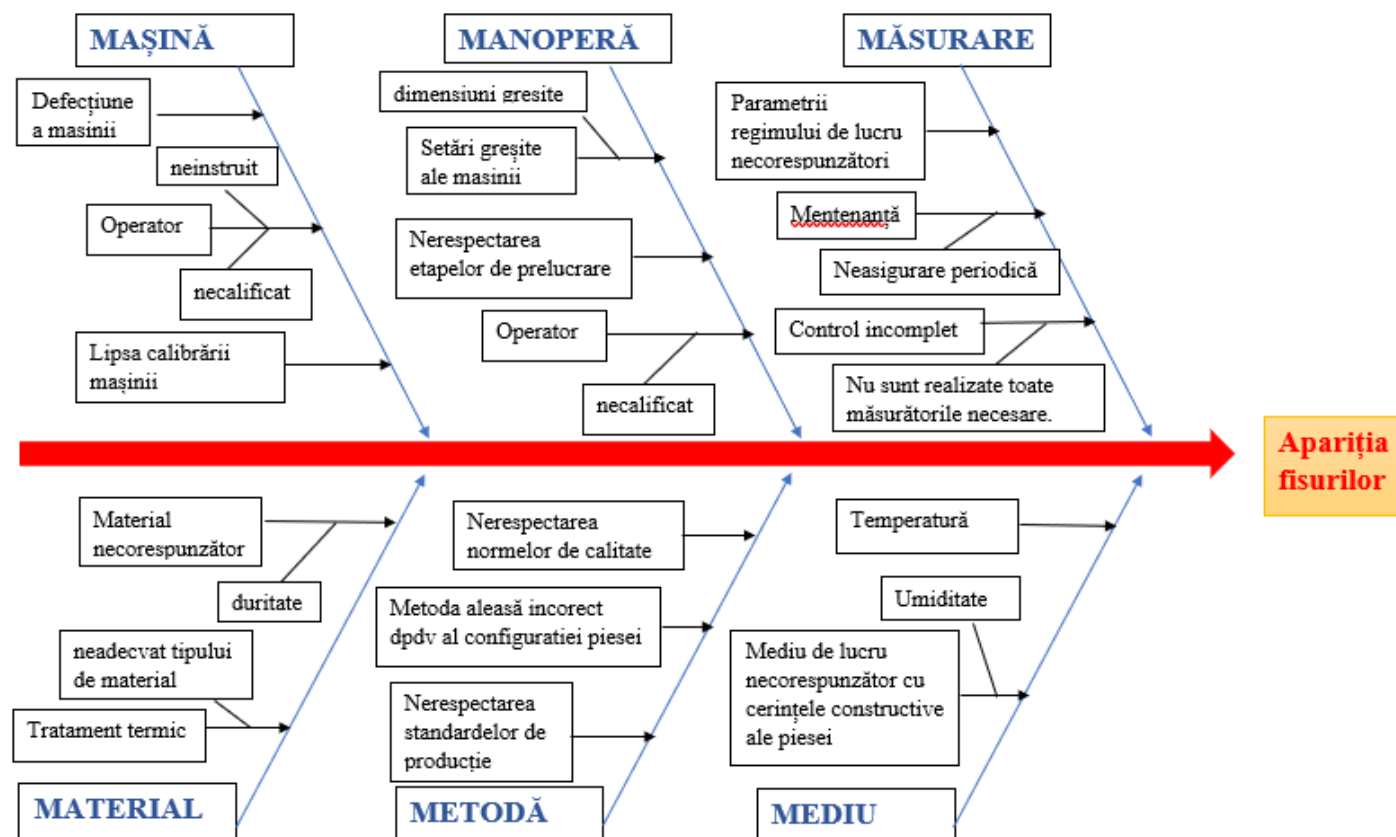 MAȘINĂ
Defecțiune
a masinii
neinstruit
Operator
necalificat
Lipsa calibrării
mașinii
MANOPERĂ
dimensiuni gresite
Setări greșite
ale masinii
Nerespectarea
etapelor de prelucrare
Operator
necalificat
MĂSURARE
Parametrii
regimului de lucru
necorespunzători
Mentenanță
Neasigurare periodică
Control incomplet
Nu sunt realizate toate
măsurătorile necesare.
Apariția
fisurilor
Material
necorespunzător
duritate
neadecvat tipului
de material
Tratament termic
MATERIAL
Nerespectarea
normelor de calitate
Metoda aleasă incorect
dpdv al configuratiei piesei
Nerespectarea
standardelor de
producție
METODĂ
Temperatură
Umiditate
Mediu de lucru
necorespunzător cu
cerințele constructive
ale piesei
MEDIU